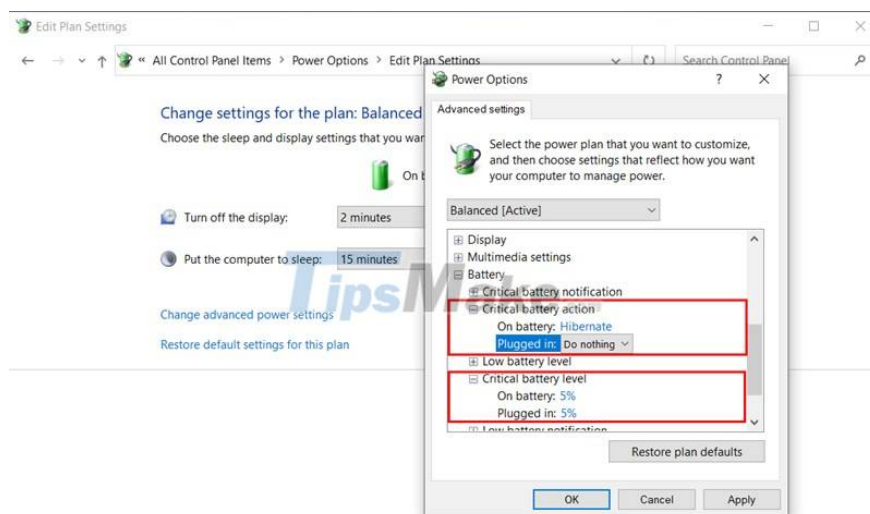 Edit Plan Settings
« All Control Panel Items > Power Options > Edit Plan Settings
Search Control Panel
Change settings for the plan: Balanced
Choose the sleep and display settings that you
On
Turn off the display: 2 minutes
Put the computer to sleep: 15 minutes
Change advanced power settings
Restore default settings for this plan
TipsMake
Power Options
Advanced settings
Select the power plan that you want to customize,
and then choose settings that reflect how you want
your computer to manage power.
Balanced [Active]
Display
Multimedia settings
Battery
Critical battery notification
Critical battery action
On battery: Hibernate
Plugged in: Do nothing
Low battery level
Critical battery level
On battery: 5%
Plugged in: 5%
Low battery notification
Restore plan defaults
OK Cancel Apply